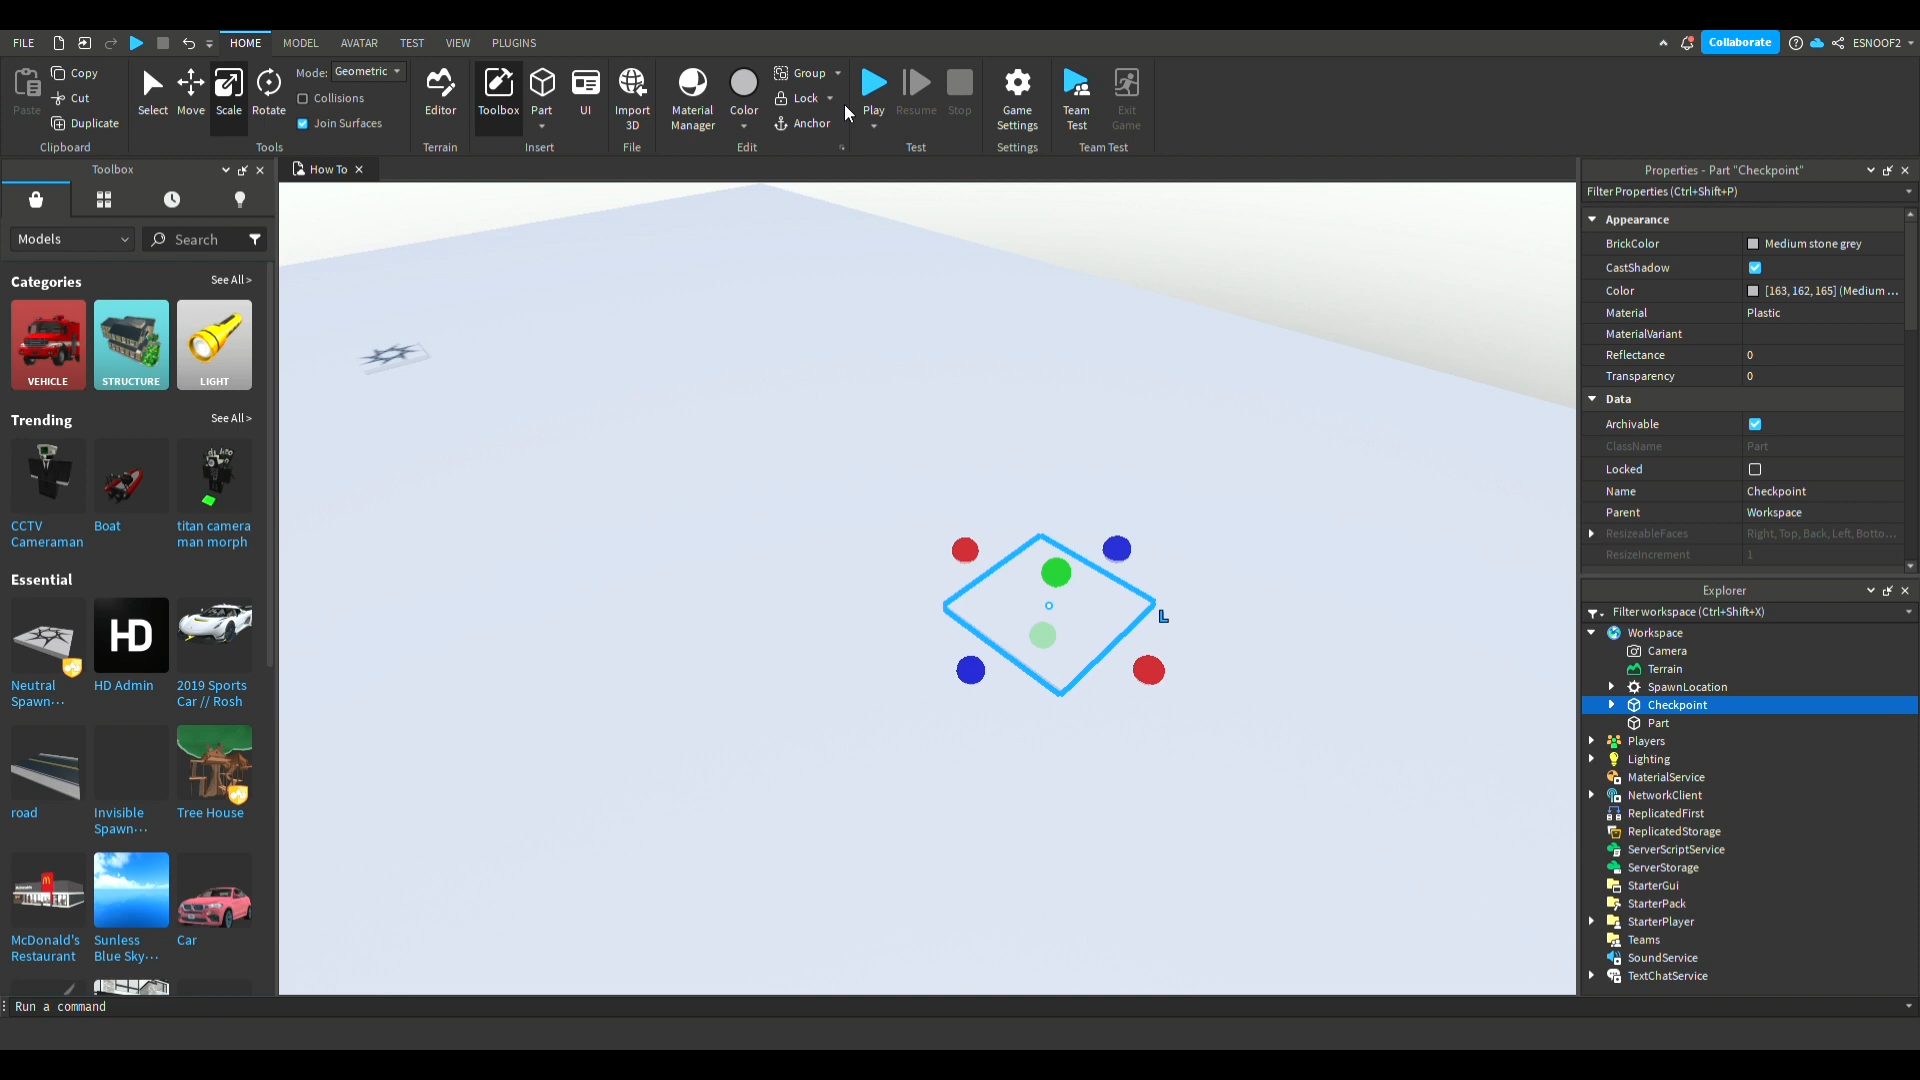 FILE HOME MODEL AVATAR TEST VIEW PLUGINS Collaborate ESNOOF2
Paste Copy Cut Duplicate
Clipboard
Select Move Scale Rotate
Mode: Geometric
Collisions
Join Surfaces
Tools
Editor
Terrain
Toolbox Part UI
Insert
Import 3D
File
Material Manager Color
Group
Lock
Anchor
Edit
Play Resume Stop
Test
Game Settings
Settings
Team Test Exit Game
Team Test
Toolbox
Models Search
Categories See All >
VEHICLE STRUCTURE LIGHT
Trending See All >
CCTV Cameraman
Boat
titan camera man morph
Essential
HD
Neutral Spawn···
HD Admin
2019 Sports Car // Rosh
road
Invisible Spawn···
Tree House
McDonald's Restaurant
Sunless Blue Sky···
Car
How To
L
Properties - Part "Checkpoint"
Filter Properties (Ctrl+Shift+P)
Appearance
BrickColor Medium stone grey
CastShadow
Color [163, 162, 165] (Medium ...
Material Plastic
MaterialVariant
Reflectance 0
Transparency 0
Data
Archivable
ClassName Part
Locked
Name Checkpoint
Parent Workspace
ResizeableFaces Right, Top, Back, Left, Botto...
ResizeIncrement 1
Explorer
Filter workspace (Ctrl+Shift+X)
Workspace
Camera
Terrain
SpawnLocation
Checkpoint
Part
Players
Lighting
MaterialService
NetworkClient
ReplicatedFirst
ReplicatedStorage
ServerScriptService
ServerStorage
StarterGui
StarterPack
StarterPlayer
Teams
SoundService
TextChatService
Run a command